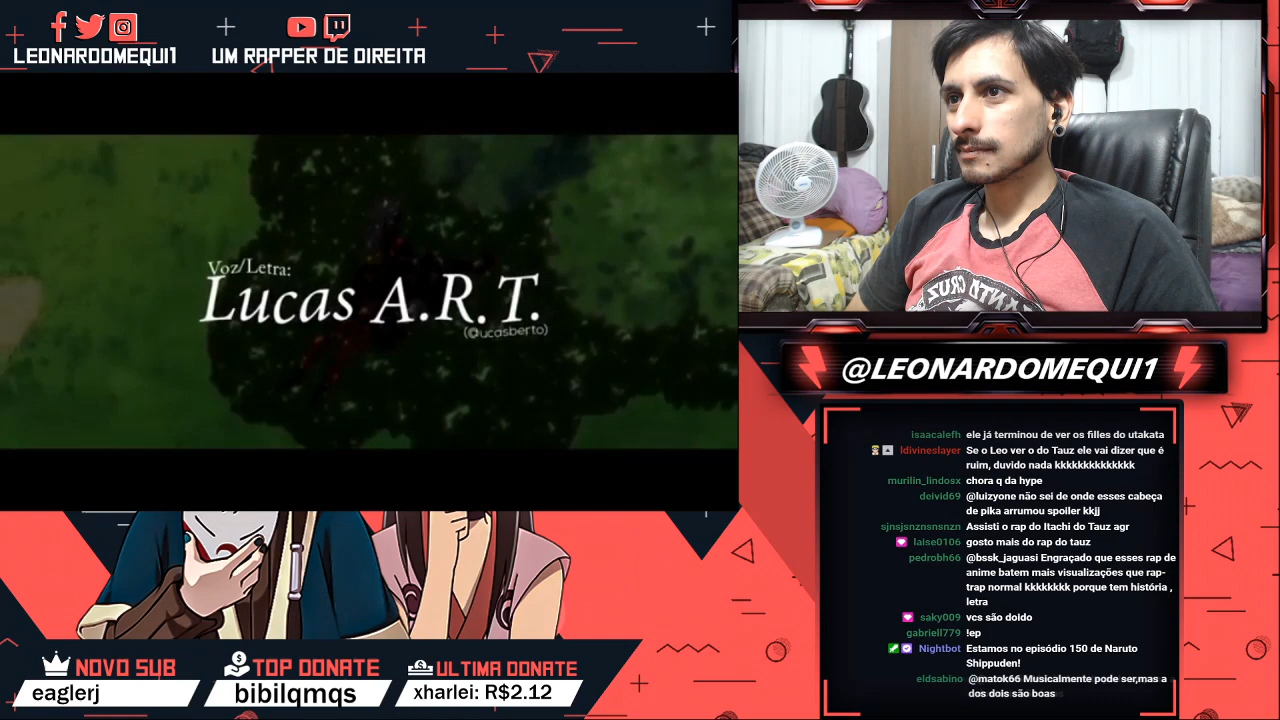 LEONARDOMEQUI1
UM RAPPER DE DIREITA
Voz/Letra:
Lucas A.R.T.
(@ucasberto)
@LEONARDOMEQUI1
isaacalefh ele já terminou de ver os filles do utakata
ldivineslayer Se o Leo ver o do Tauz ele vai dizer que é
ruim, duvido nada kkkkkkkkkkkkkk
murilin_lindosx chora q da hype
deivid69 @luizyone não sei de onde esses cabeça
de pika arrumou spoiler kkjj
sjnsjsnznsnsnzn Assisti o rap do Itachi do Tauz agr
laise0106 gosto mais do rap do tauz
pedrobh66 @bssk_jaguasi Engraçado que esses rap de
anime batem mais visualizações que rap-
trap normal kkkkkkkk porque tem história ,
letra
saky009 vcs são doldo
gabriell779 !ep
Nightbot Estamos no episódio 150 de Naruto
Shippuden!
eldsabino @matok66 Musicalmente pode ser,mas a
dos dois são boas
NOVO SUB
eaglerj
TOP DONATE
bibilqmqs
ULTIMA DONATE
xharlei: R$2.12